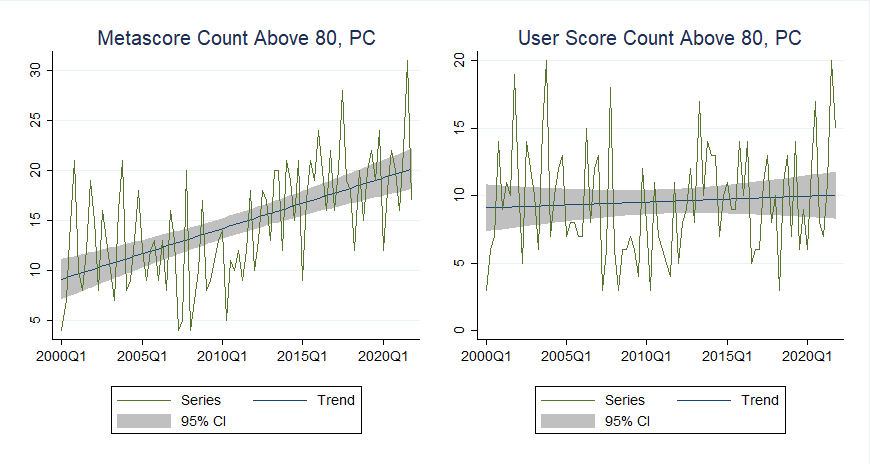 Metascore Count Above 80, PC
30
25
20
15
10
5
2000Q1 2005Q1 2010Q1 2015Q1 2020Q1
Series Trend
95% CI
User Score Count Above 80, PC
20
15
10
5
0
2000Q1 2005Q1 2010Q1 2015Q1 2020Q1
Series Trend
95% CI